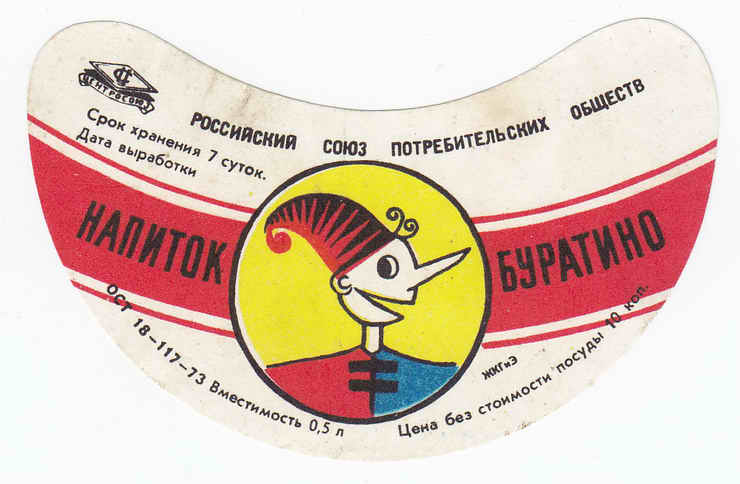 ЦЕНТРОСОЮЗ
РОССИЙСКИЙ СОЮЗ ПОТРЕБИТЕЛЬСКИХ ОБЩЕСТВ
Срок хранения 7 суток.
Дата выработки
НАПИТОК БУРАТИНО
ОСТ 18-117-73 Вместимость 0,5 л
ЖКГиЭ
Цена без стоимости посуды 10 коп.